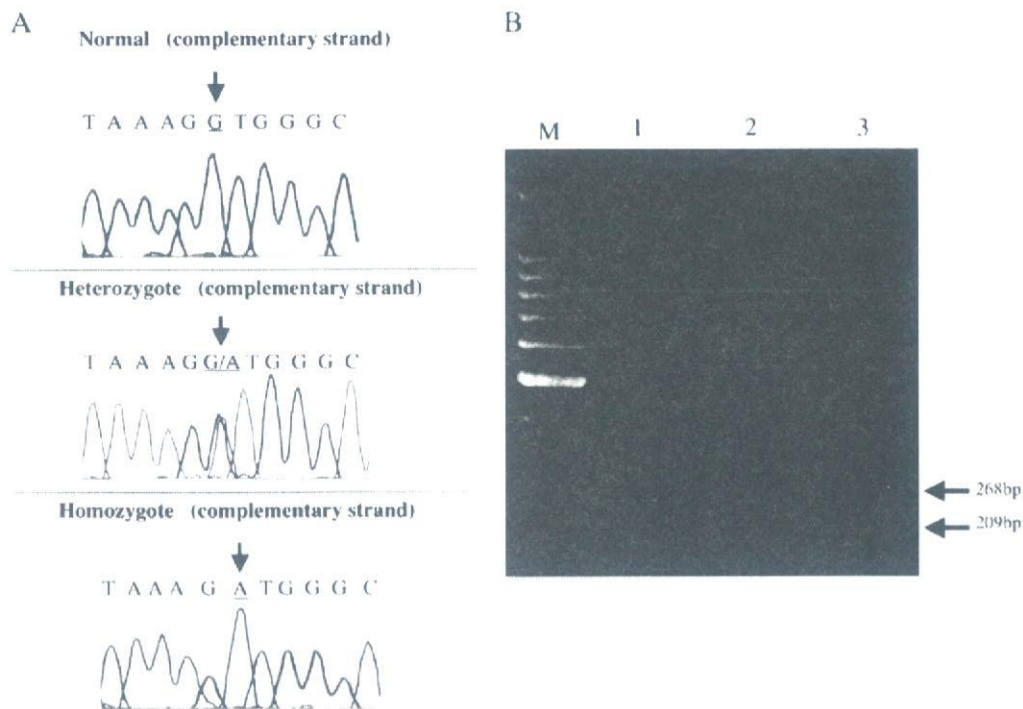 A
Normal (complementary strand)
T A A A G G T G G G C
Heterozygote (complementary strand)
T A A A G G/A T G G G C
Homozygote (complementary strand)
T A A A G A T G G G C
B
M 1 2 3
268bp
209bp